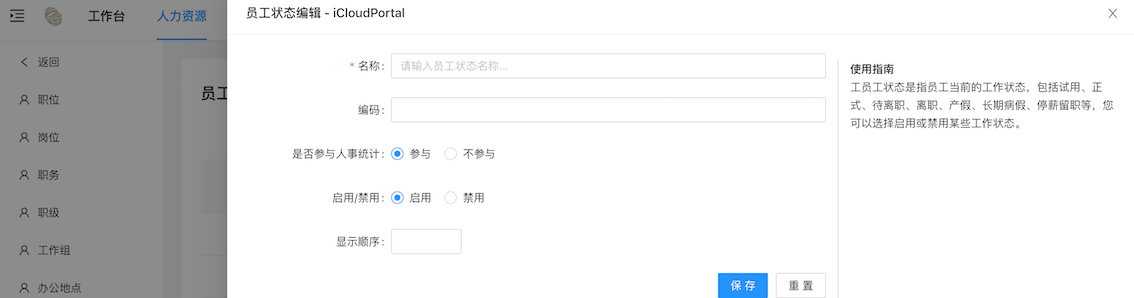 工作台
人力资源
员工状态编辑 - iCloudPortal
返回
职位
岗位
职务
职级
工作组
办公地点
员工
* 名称:
请输入员工状态名称...
编码:
是否参与人事统计:
参与
不参与
启用/禁用:
启用
禁用
显示顺序:
保 存
重 置
使用指南
工员工状态是指员工当前的工作状态，包括试用、正
式、待离职、离职、产假、长期病假、停薪留职等，您
可以选择启用或禁用某些工作状态。